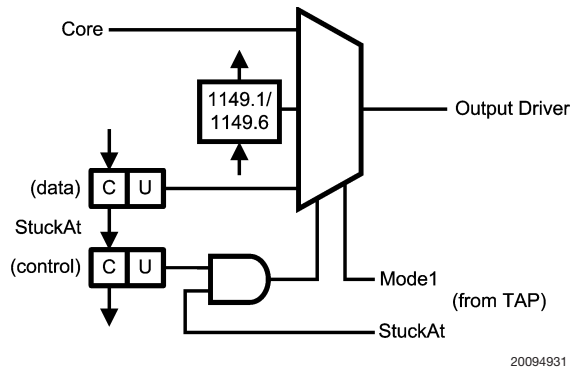 Core
1149.1/
1149.6
Output Driver
(data)
C U
StuckAt
(control)
C U
Mode1
(from TAP)
StuckAt
20094931